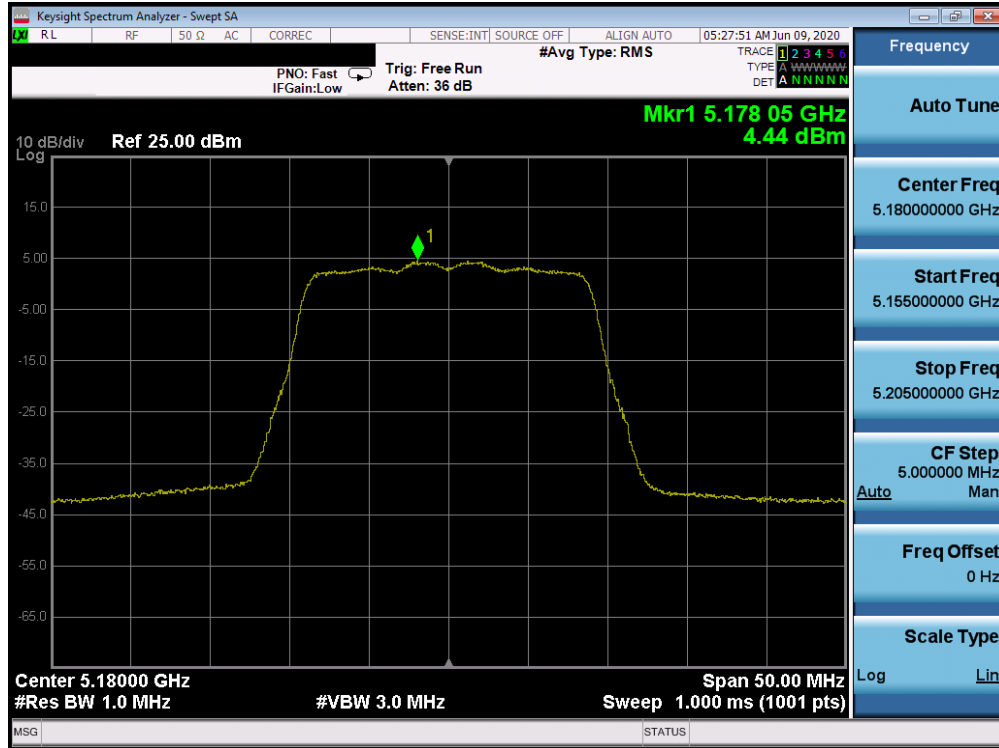 Keysight Spectrum Analyzer - Swept SA
LXI RL RF 50 Ω AC CORREC SENSE:INT SOURCE OFF ALIGN AUTO 05:27:51 AM Jun 09, 2020
#Avg Type: RMS
TRACE 1 2 3 4 5 6
TYPE A WWWWW
DET A N N N N N
PNO: Fast
IFGain:Low
Trig: Free Run
Atten: 36 dB
Mkr1 5.178 05 GHz
4.44 dBm
10 dB/div
Log
Ref 25.00 dBm
1
15.0
5.00
-5.00
-15.0
-25.0
-35.0
-45.0
-55.0
-65.0
Center 5.18000 GHz
Span 50.00 MHz
#Res BW 1.0 MHz
#VBW 3.0 MHz
Sweep 1.000 ms (1001 pts)
MSG
STATUS
Frequency
Auto Tune
Center Freq
5.180000000 GHz
Start Freq
5.155000000 GHz
Stop Freq
5.205000000 GHz
CF Step
5.000000 MHz
Auto Man
Freq Offset
0 Hz
Scale Type
Log Lin